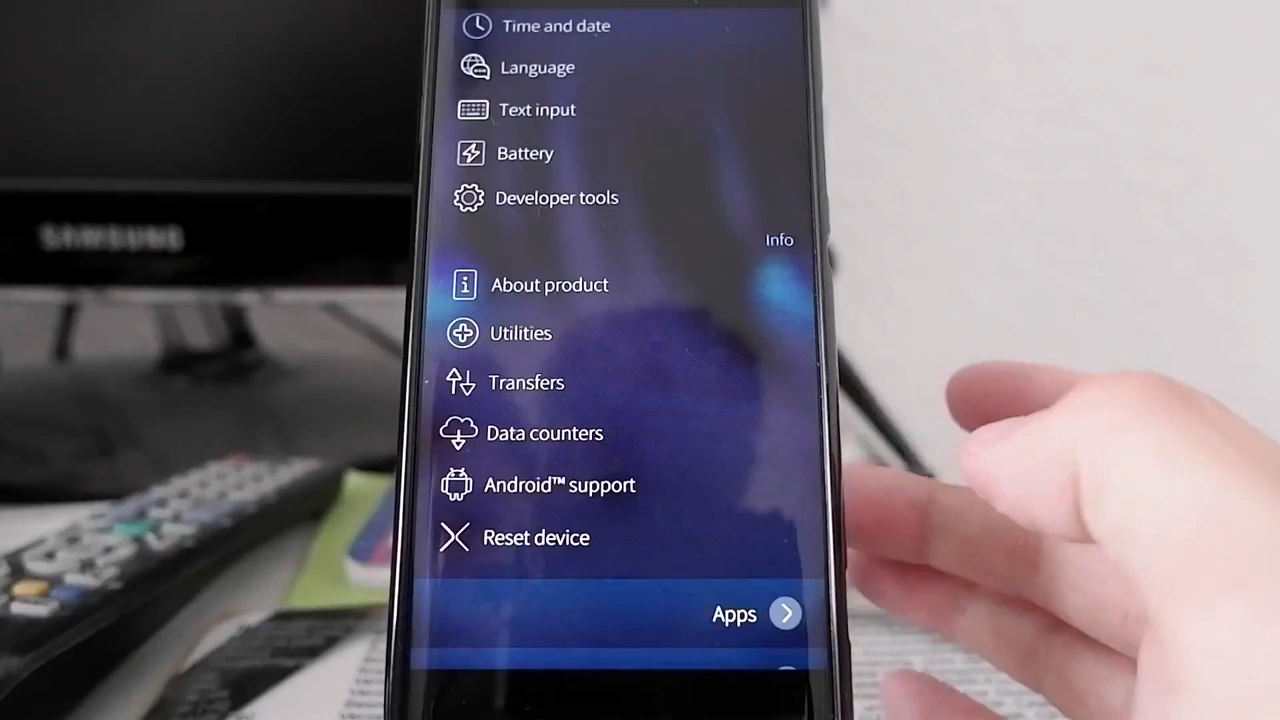 Time and date
Language
Text input
SAMSUNG
Battery
Developer tools
Info
About product
Utilities
Transfers
Data counters
Android™ support
Reset device
Apps